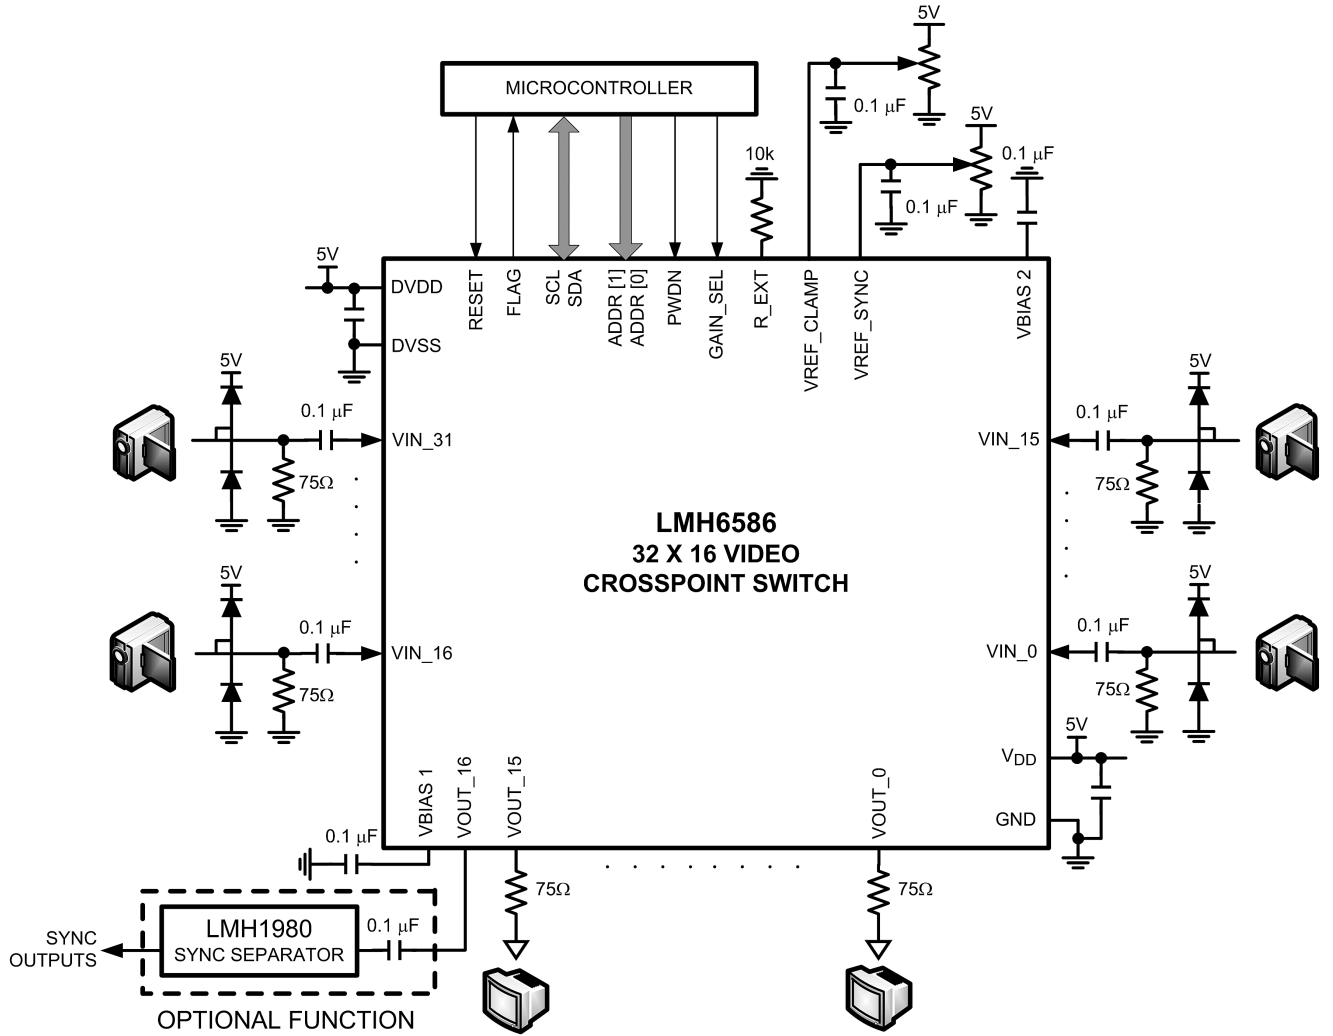 5V
MICROCONTROLLER
0.1 µF
5V
10k
0.1 µF
0.1 µF
5V
DVDD
RESET
FLAG
SCL
SDA
ADDR [1]
ADDR [0]
PWDN
GAIN_SEL
R_EXT
VREF_CLAMP
VREF_SYNC
VBIAS 2
DVSS
5V
5V
0.1 µF
0.1 µF
VIN_31
VIN_15
75Ω
75Ω
LMH6586
32 X 16 VIDEO
CROSSPOINT SWITCH
5V
5V
0.1 µF
0.1 µF
VIN_16
VIN_0
75Ω
75Ω
5V
VDD
GND
VBIAS 1
VOUT_16
VOUT_15
VOUT_0
0.1 µF
75Ω
75Ω
LMH1980
SYNC SEPARATOR
0.1 µF
SYNC
OUTPUTS
OPTIONAL FUNCTION